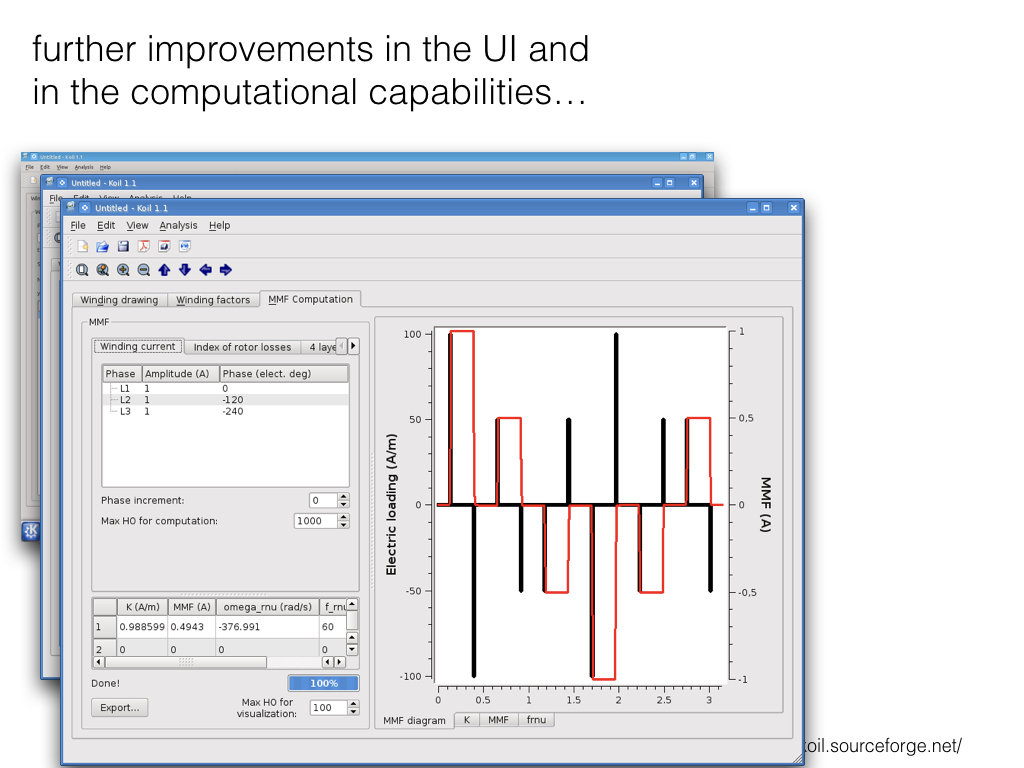 further improvements in the UI and
in the computational capabilities…
Untitled - Koil 1.1
File Edit View Analysis Help
Untitled - Koil 1.1
File Edit View Analysis Help
Untitled - Koil 1.1
File Edit View Analysis Help
Winding drawing Winding factors MMF Computation
MMF
Winding current Index of rotor losses 4 laye
Phase Amplitude (A) Phase (elect. deg)
L1 1 0
L2 1 -120
L3 1 -240
Phase increment: 0
Max H0 for computation: 1000
K (A/m) MMF (A) omega_rnu (rad/s) f_rnu
1 0.988599 0.4943 -376.991 60
2 0 0 0 0
Done! 100%
Export... Max H0 for
visualization: 100
100
50
0
-50
-100
Electric loading (A/m)
1
0,5
0
-0,5
-1
MMF (A)
0 0.5 1 1.5 2 2.5 3
MMF diagram K MMF frnu
koil.sourceforge.net/